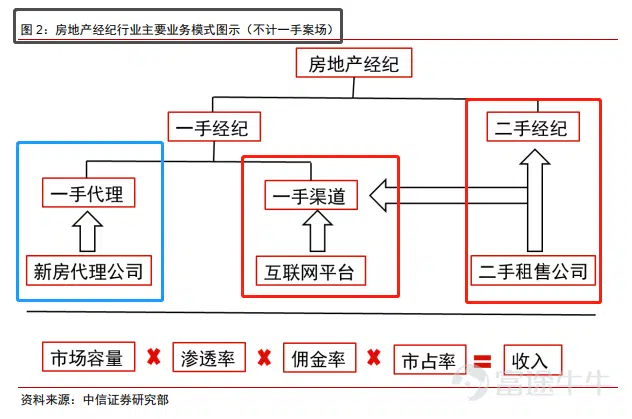 图 2：房地产经纪行业主要业务模式图示（不计一手案场）
房地产经纪
一手经纪
二手经纪
一手代理
一手渠道
新房代理公司
互联网平台
二手租售公司
市场容量 × 渗透率 × 佣金率 × 市占率 = 收入
富途牛牛
资料来源：中信证券研究部